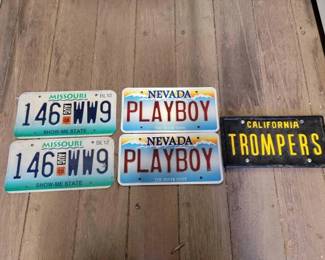 MISSOURI
146 WW9
SHOW-ME STATE
MISSOURI
146 WW9
SHOW-ME STATE
NEVADA
PLAYBOY
NEVADA
PLAYBOY
CALIFORNIA
TROMPERS